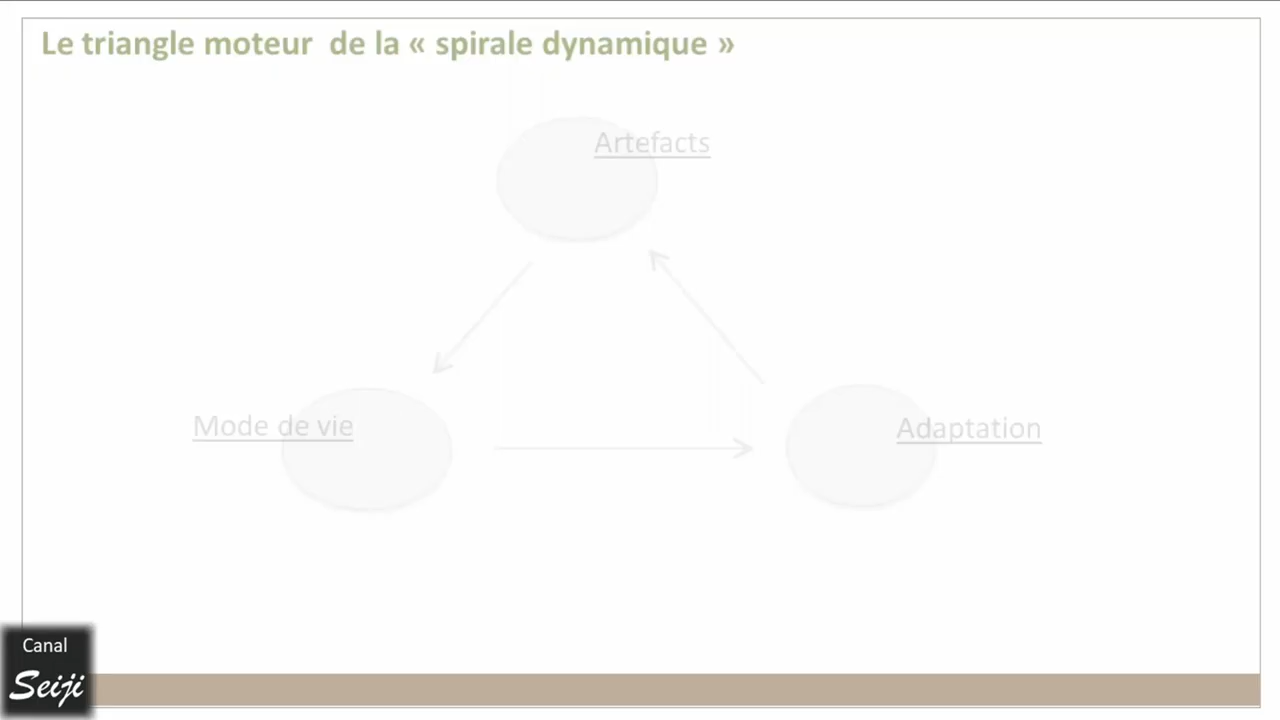 Le triangle moteur  de la « spirale dynamique »
Artefacts
Mode de vie
Adaptation
Canal
Seiji